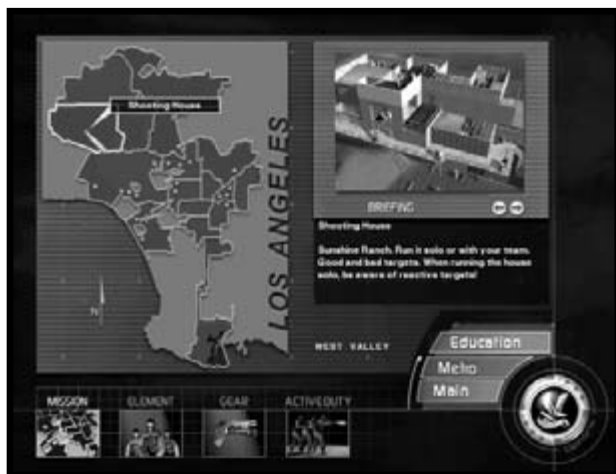 Shooting House
LOS ANGELES
N
BRIEFING
Shooting House
Sunshine Ranch. Run it solo or with your team.
Good and bad targets. When running the house
solo, be aware of reactive targets!
WEST VALLEY
Education
Metro
Main
MISSION ELEMENT GEAR ACTIVE DUTY